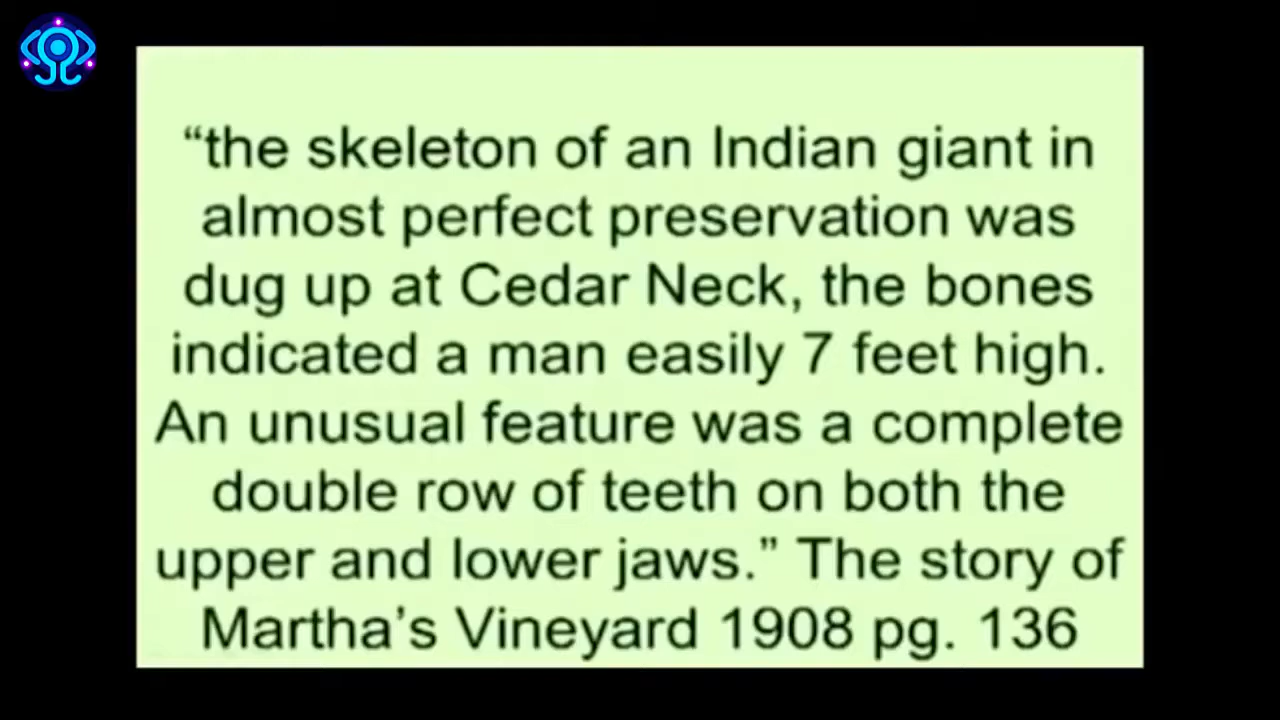 “the skeleton of an Indian giant in
almost perfect preservation was
dug up at Cedar Neck, the bones
indicated a man easily 7 feet high.
An unusual feature was a complete
double row of teeth on both the
upper and lower jaws.” The story of
Martha’s Vineyard 1908 pg. 136